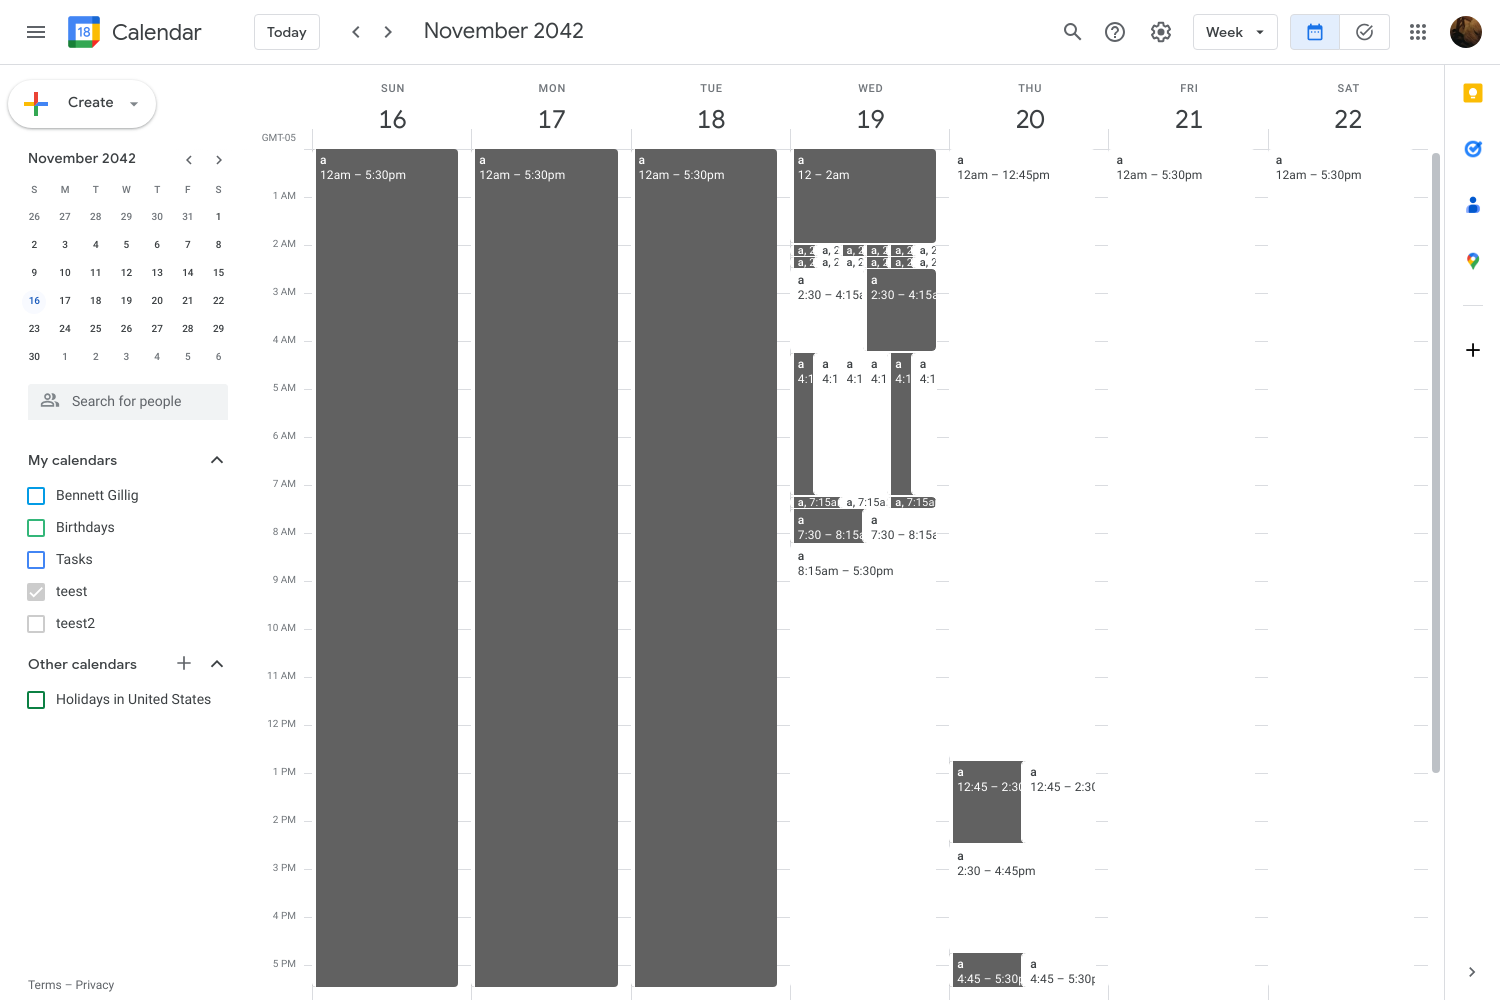 18 Calendar
Today
November 2042
Week
Create
November 2042
S M T W T F S
26 27 28 29 30 31 1
2 3 4 5 6 7 8
9 10 11 12 13 14 15
16 17 18 19 20 21 22
23 24 25 26 27 28 29
30 1 2 3 4 5 6
Search for people
My calendars
Bennett Gillig
Birthdays
Tasks
teest
teest2
Other calendars
Holidays in United States
Terms – Privacy
SUN MON TUE WED THU FRI SAT
16 17 18 19 20 21 22
GMT-05
1 AM
2 AM
3 AM
4 AM
5 AM
6 AM
7 AM
8 AM
9 AM
10 AM
11 AM
12 PM
1 PM
2 PM
3 PM
4 PM
5 PM
a
12am – 5:30pm
a
12am – 5:30pm
a
12am – 5:30pm
a
12 – 2am
a, 2 a, 2 a, 2 a, 2 a, 2 a, 2
a, 2 a, 2 a, 2 a, 2 a, 2 a, 2
a a
2:30 – 4:15a 2:30 – 4:15a
a a a a a a
4:1 4:1 4:1 4:1 4:1 4:1
a, 7:15a a, 7:15a a, 7:15a
a a
7:30 – 8:15a 7:30 – 8:15a
a
8:15am – 5:30pm
a
12am – 12:45pm
a a
12:45 – 2:30 12:45 – 2:30
a
2:30 – 4:45pm
a a
4:45 – 5:30p 4:45 – 5:30p
a
12am – 5:30pm
a
12am – 5:30pm